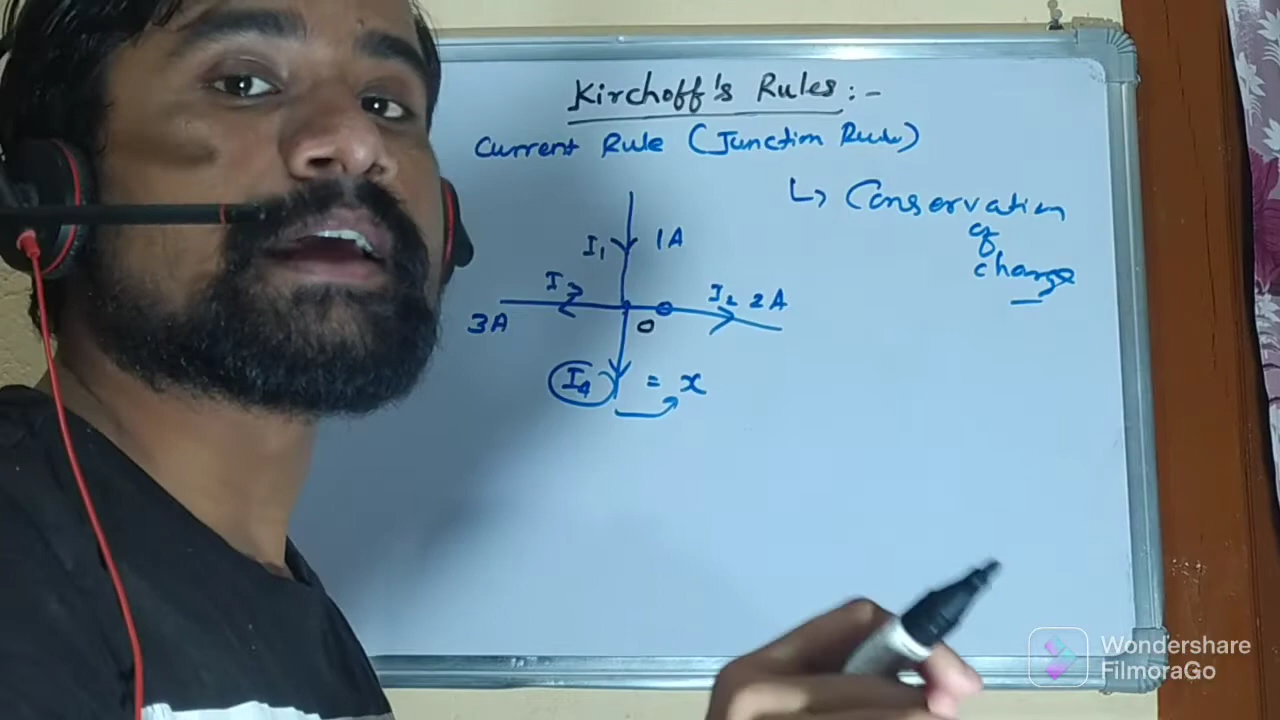 Kirchoff's Rules:-
Current Rule (Junction Rule)
↳ Conservation
of
charge
I₁ 1A
I₃ I₂ 2A
3A O
I₄ = x
Wondershare
FilmoraGo